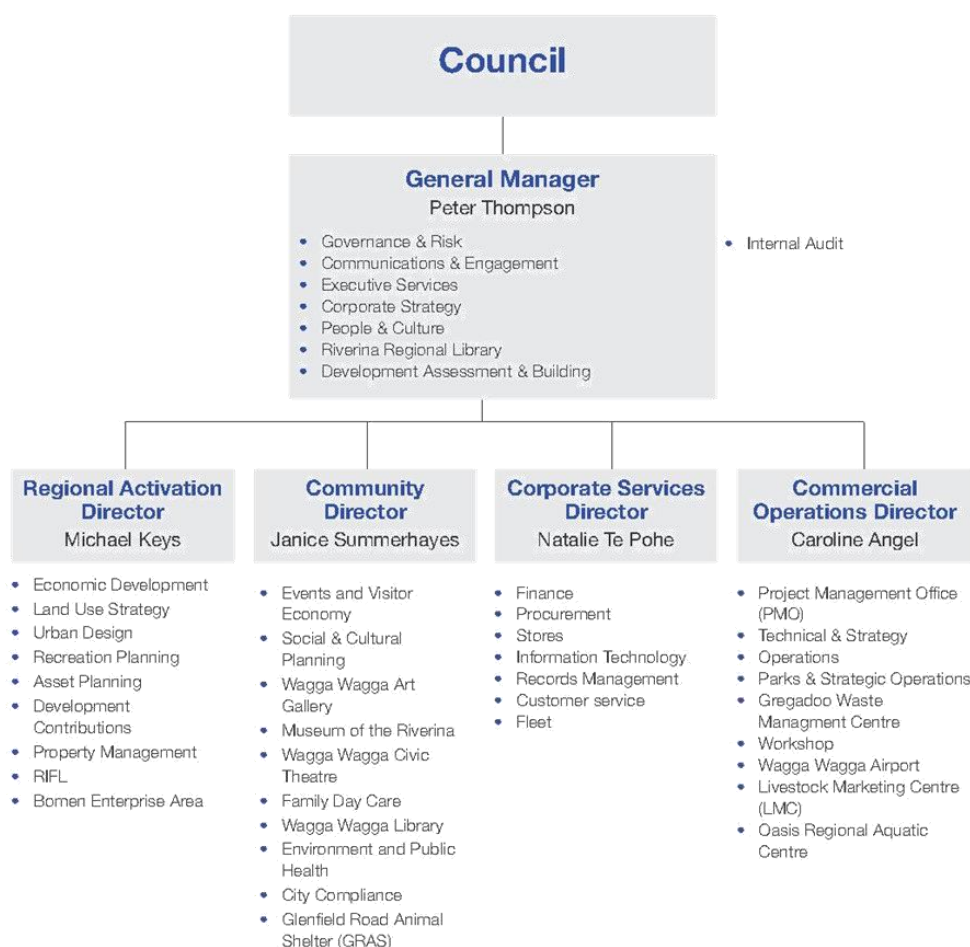 Council
General Manager
Peter Thompson
Governance & Risk
Communications & Engagement
Executive Services
Corporate Strategy
People & Culture
Riverina Regional Library
Development Assessment & Building
Internal Audit
Regional Activation
Director
Michael Keys
Economic Development
Land Use Strategy
Urban Design
Recreation Planning
Asset Planning
Development
Contributions
Property Management
RIFL
Bomen Enterprise Area
Community
Director
Janice Summerhayes
Events and Visitor
Economy
Social & Cultural
Planning
Wagga Wagga Art
Gallery
Museum of the Riverina
Wagga Wagga Civic
Theatre
Family Day Care
Wagga Wagga Library
Environment and Public
Health
City Compliance
Glenfield Road Animal
Shelter (GRAS)
Corporate Services
Director
Natalie Te Pohe
Finance
Procurement
Stores
Information Technology
Records Management
Customer service
Fleet
Commercial
Operations Director
Caroline Angel
Project Management Office
(PMO)
Technical & Strategy
Operations
Parks & Strategic Operations
Gregadoo Waste
Managment Centre
Workshop
Wagga Wagga Airport
Livestock Marketing Centre
(LMC)
Oasis Regional Aquatic
Centre